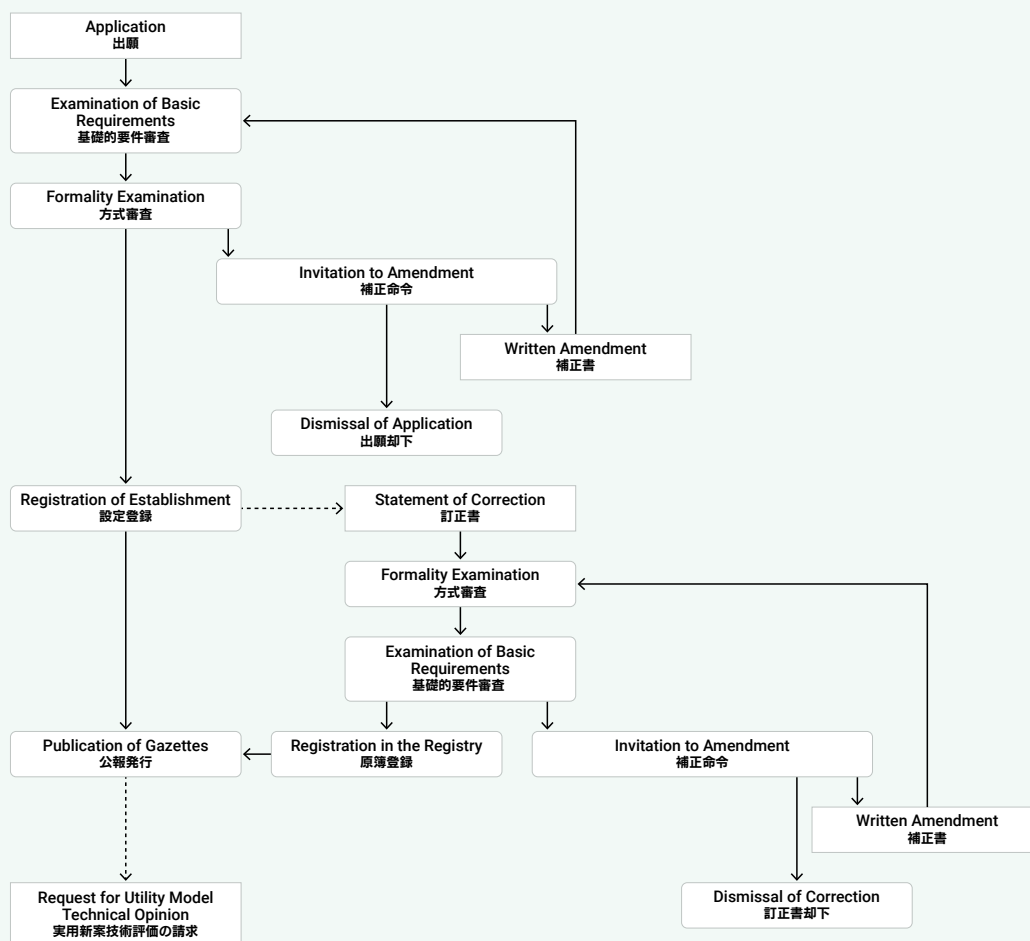 Application
出願
Examination of Basic
Requirements
基礎的要件審査
Formality Examination
方式審査
Invitation to Amendment
補正命令
Written Amendment
補正書
Dismissal of Application
出願却下
Registration of Establishment
設定登録
Statement of Correction
訂正書
Formality Examination
方式審査
Examination of Basic
Requirements
基礎的要件審査
Publication of Gazettes
公報発行
Registration in the Registry
原簿登録
Invitation to Amendment
補正命令
Written Amendment
補正書
Dismissal of Correction
訂正書却下
Request for Utility Model
Technical Opinion
実用新案技術評価の請求